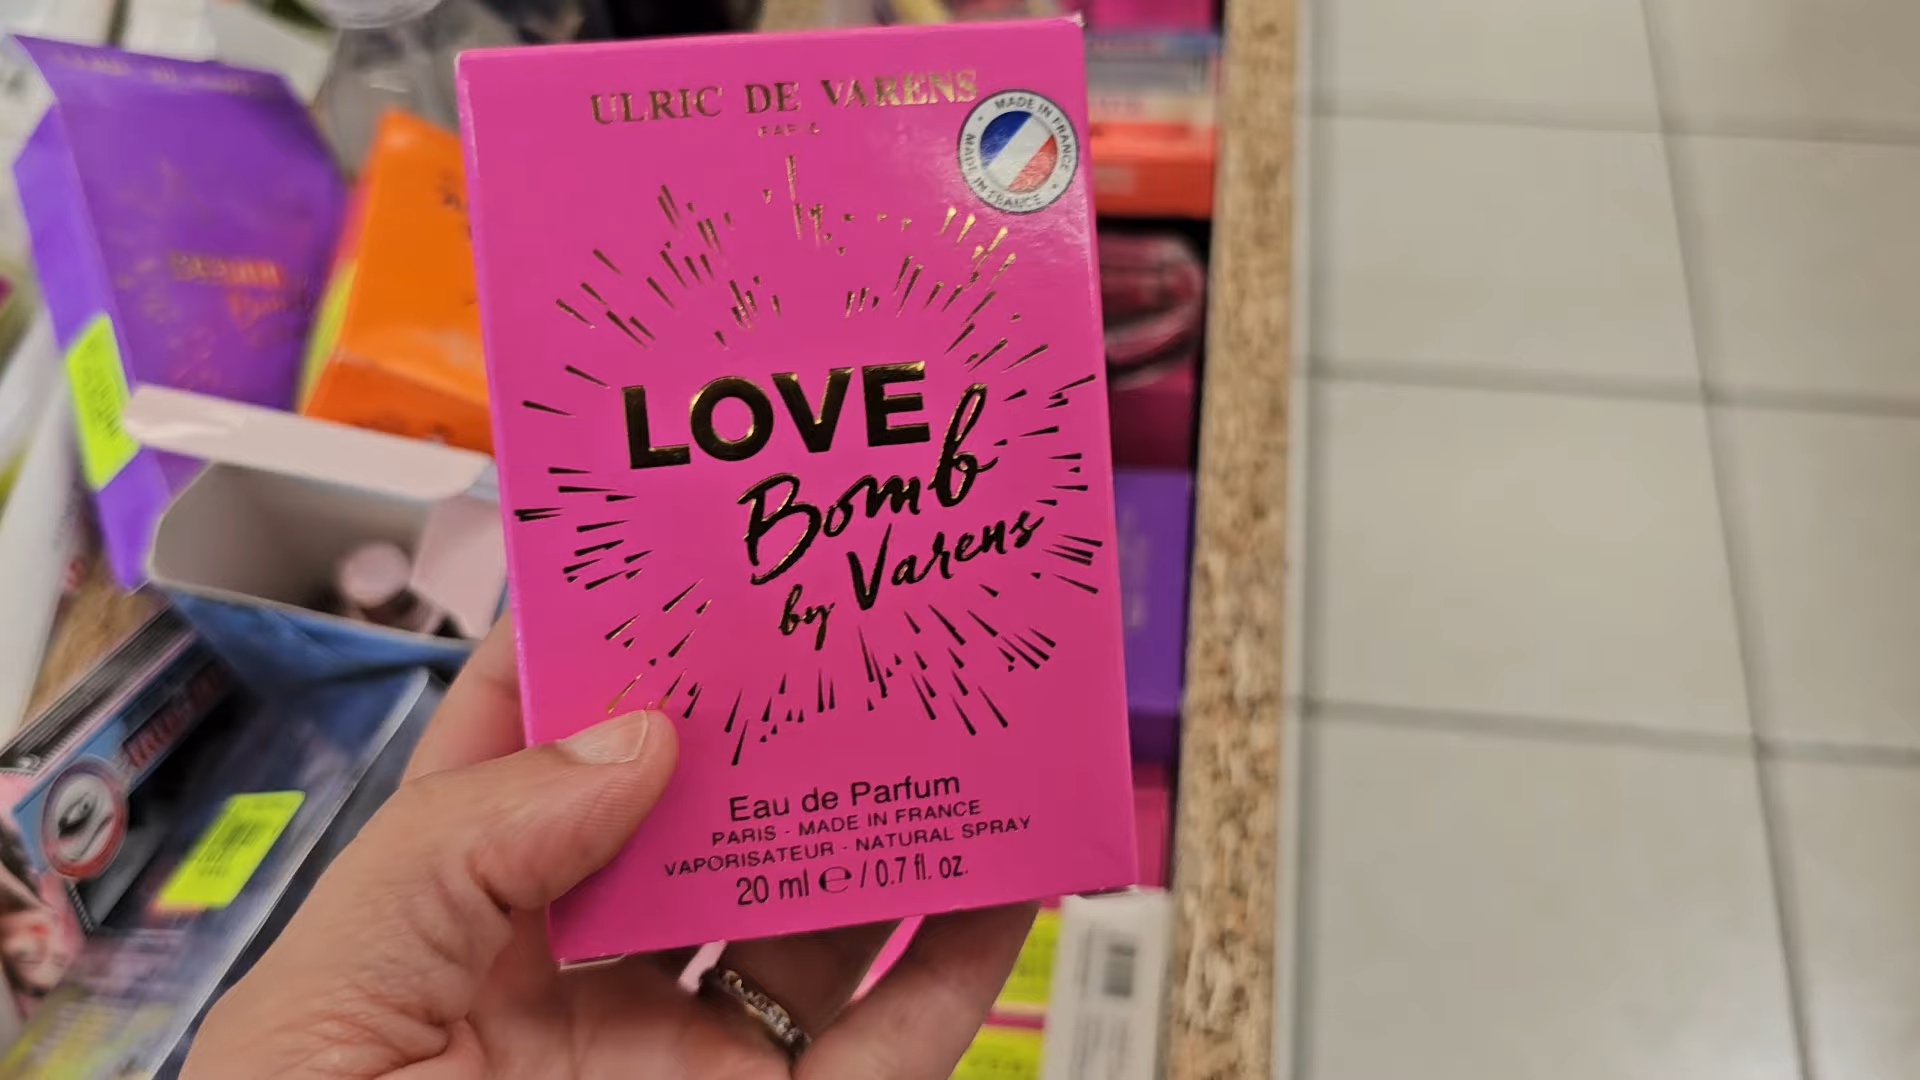 ULRIC DE VARENS
PARIS
MADE IN FRANCE
MADE IN FRANCE
LOVE
Bomb
by Varens
Eau de Parfum
PARIS - MADE IN FRANCE
VAPORISATEUR - NATURAL SPRAY
20 ml ℮ / 0.7 fl. oz.